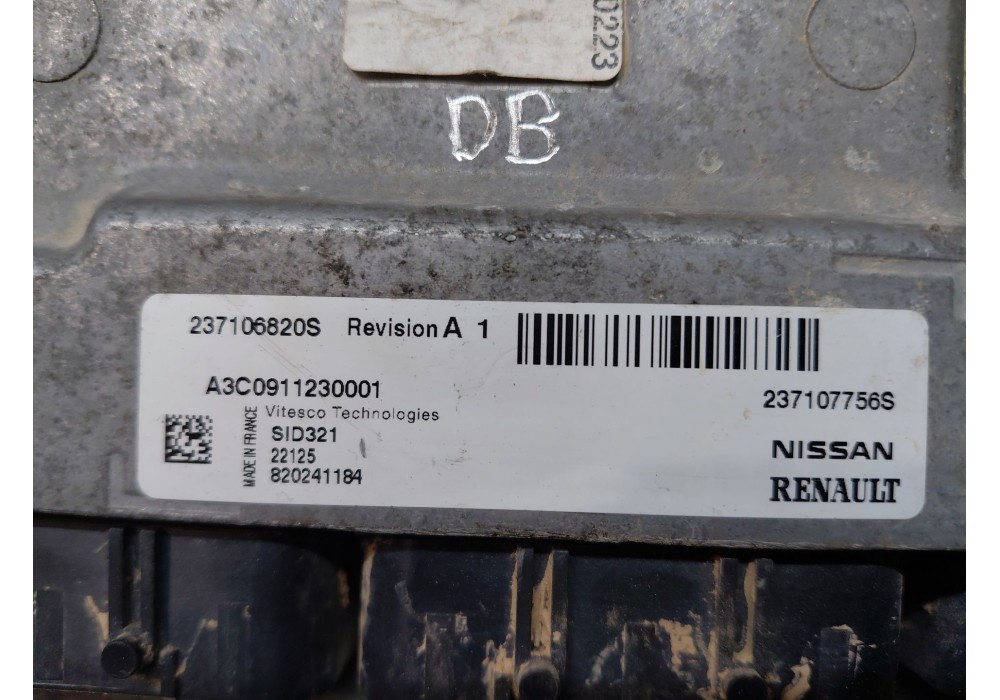 0223
DB
237106820S Revision A 1
A3C0911230001
237107756S
Vitesco Technologies
MADE IN FRANCE
SID321
22125
820241184
NISSAN
RENAULT